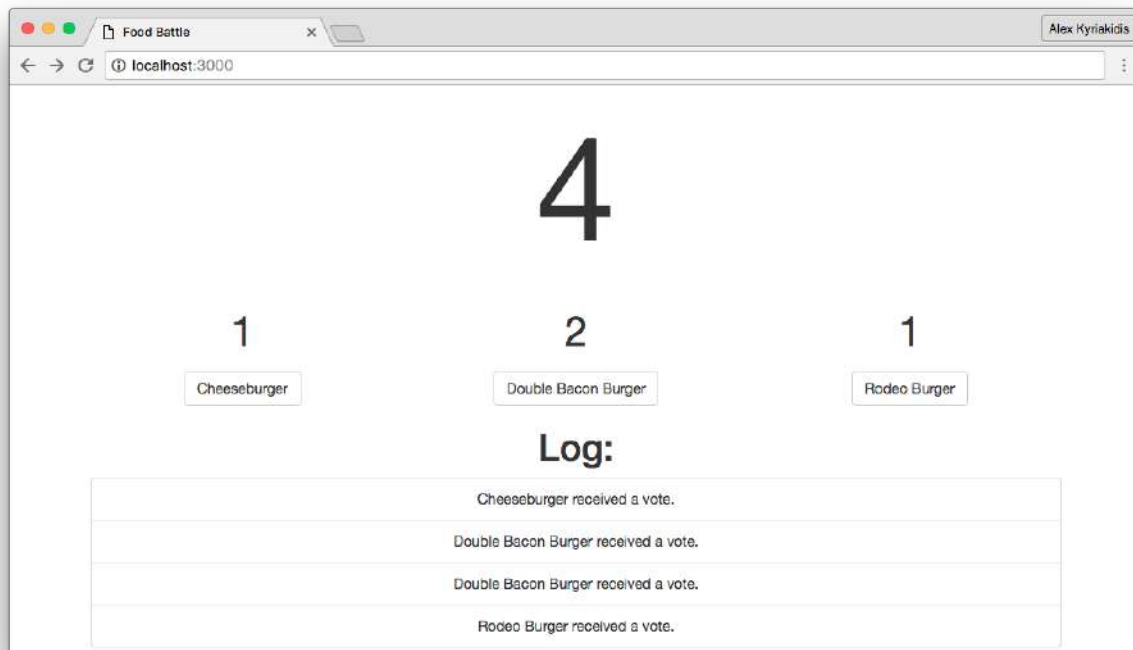 Food Battle
Alex Kyriakidis
localhost:3000
4
1 2 1
Cheeseburger Double Bacon Burger Rodeo Burger
Log:
Cheeseburger received a vote.
Double Bacon Burger received a vote.
Double Bacon Burger received a vote.
Rodeo Burger received a vote.